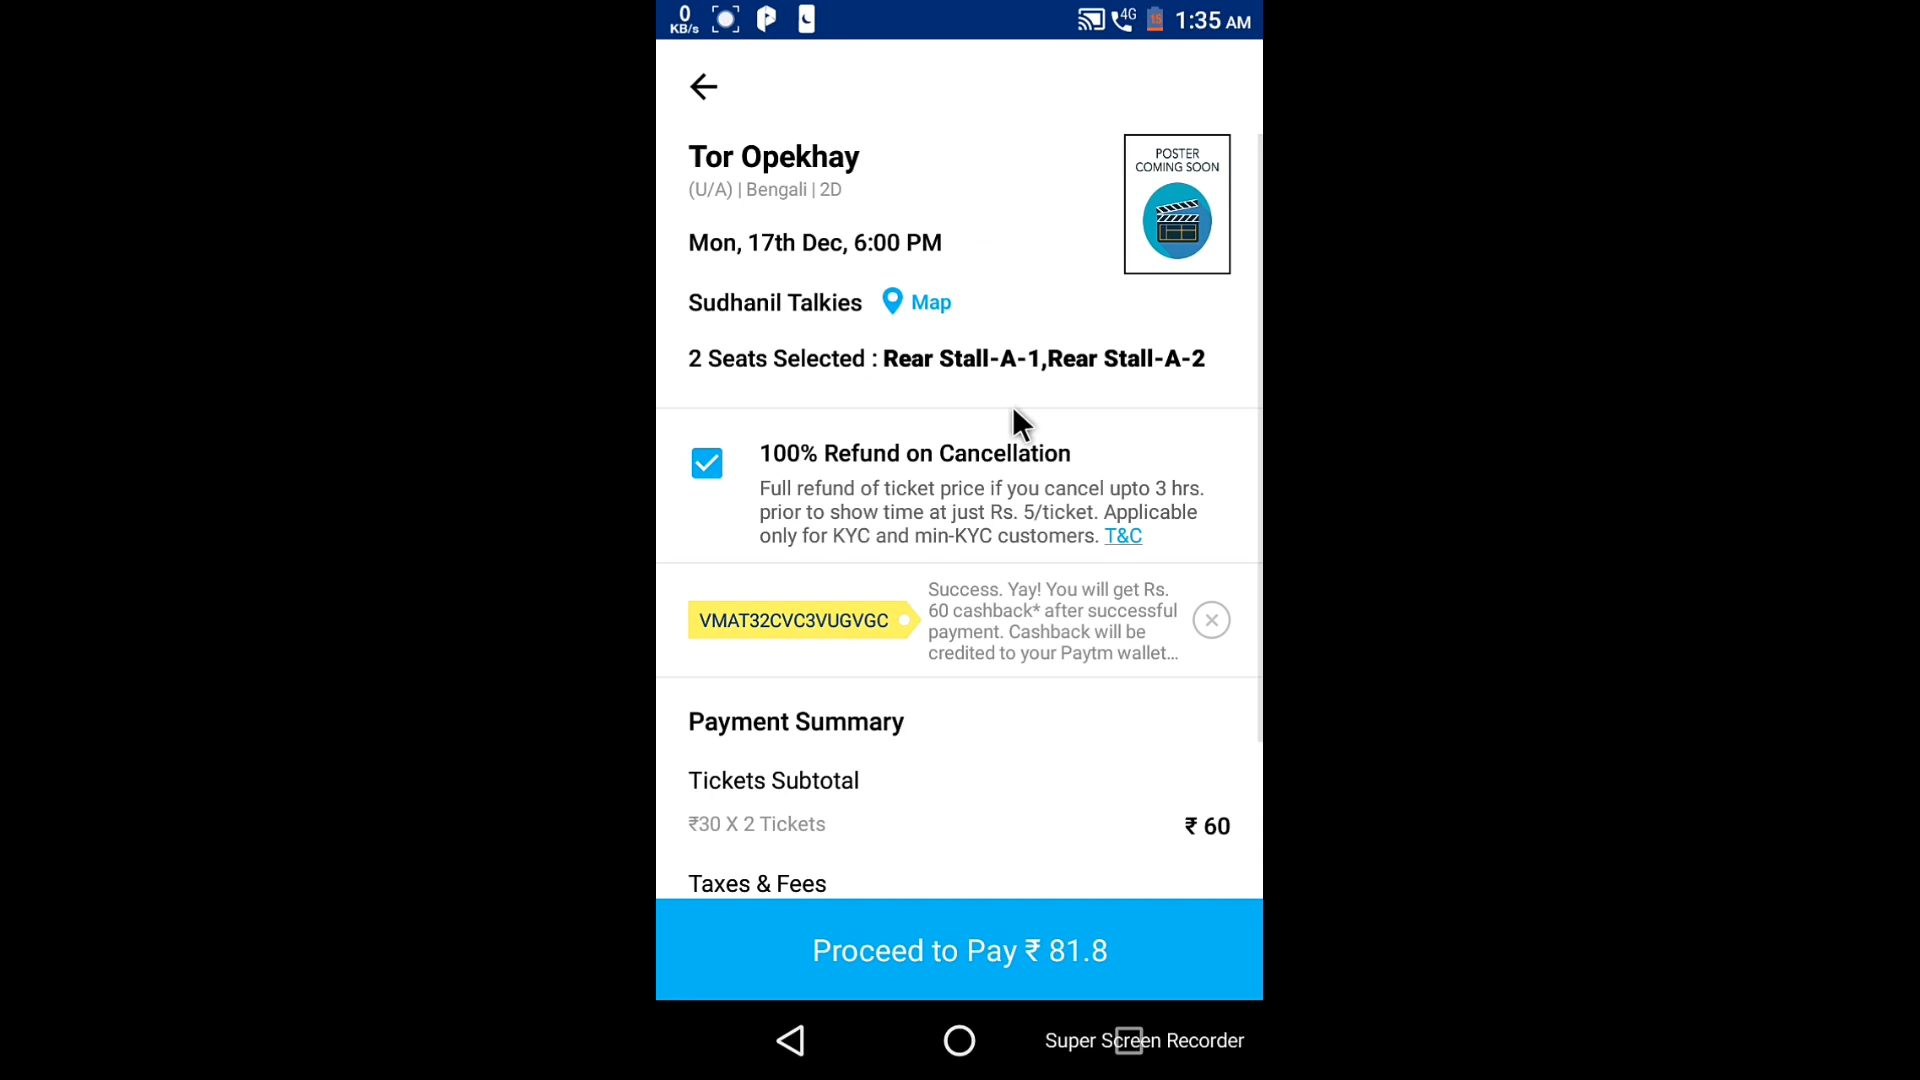 0
KB/s
4G
15
1:35 AM
Tor Opekhay
(U/A) | Bengali | 2D
POSTER
COMING SOON
Mon, 17th Dec, 6:00 PM
Sudhanil Talkies
Map
2 Seats Selected : Rear Stall-A-1,Rear Stall-A-2
100% Refund on Cancellation
Full refund of ticket price if you cancel upto 3 hrs.
prior to show time at just Rs. 5/ticket. Applicable
only for KYC and min-KYC customers. T&C
VMAT32CVC3VUGVGC
Success. Yay! You will get Rs.
60 cashback* after successful
payment. Cashback will be
credited to your Paytm wallet...
Payment Summary
Tickets Subtotal
₹30 X 2 Tickets
₹ 60
Taxes & Fees
Proceed to Pay ₹ 81.8
Super Screen Recorder